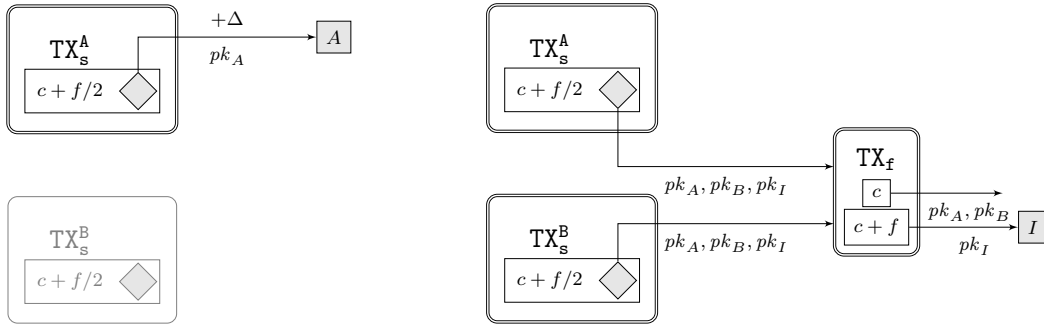 +Δ
pk_A
A
TX_s^A
c + f/2
TX_s^B
c + f/2
TX_s^A
c + f/2
pk_A, pk_B, pk_I
TX_s^B
c + f/2
pk_A, pk_B, pk_I
TX_f
c
pk_A, pk_B
c + f
pk_I
I